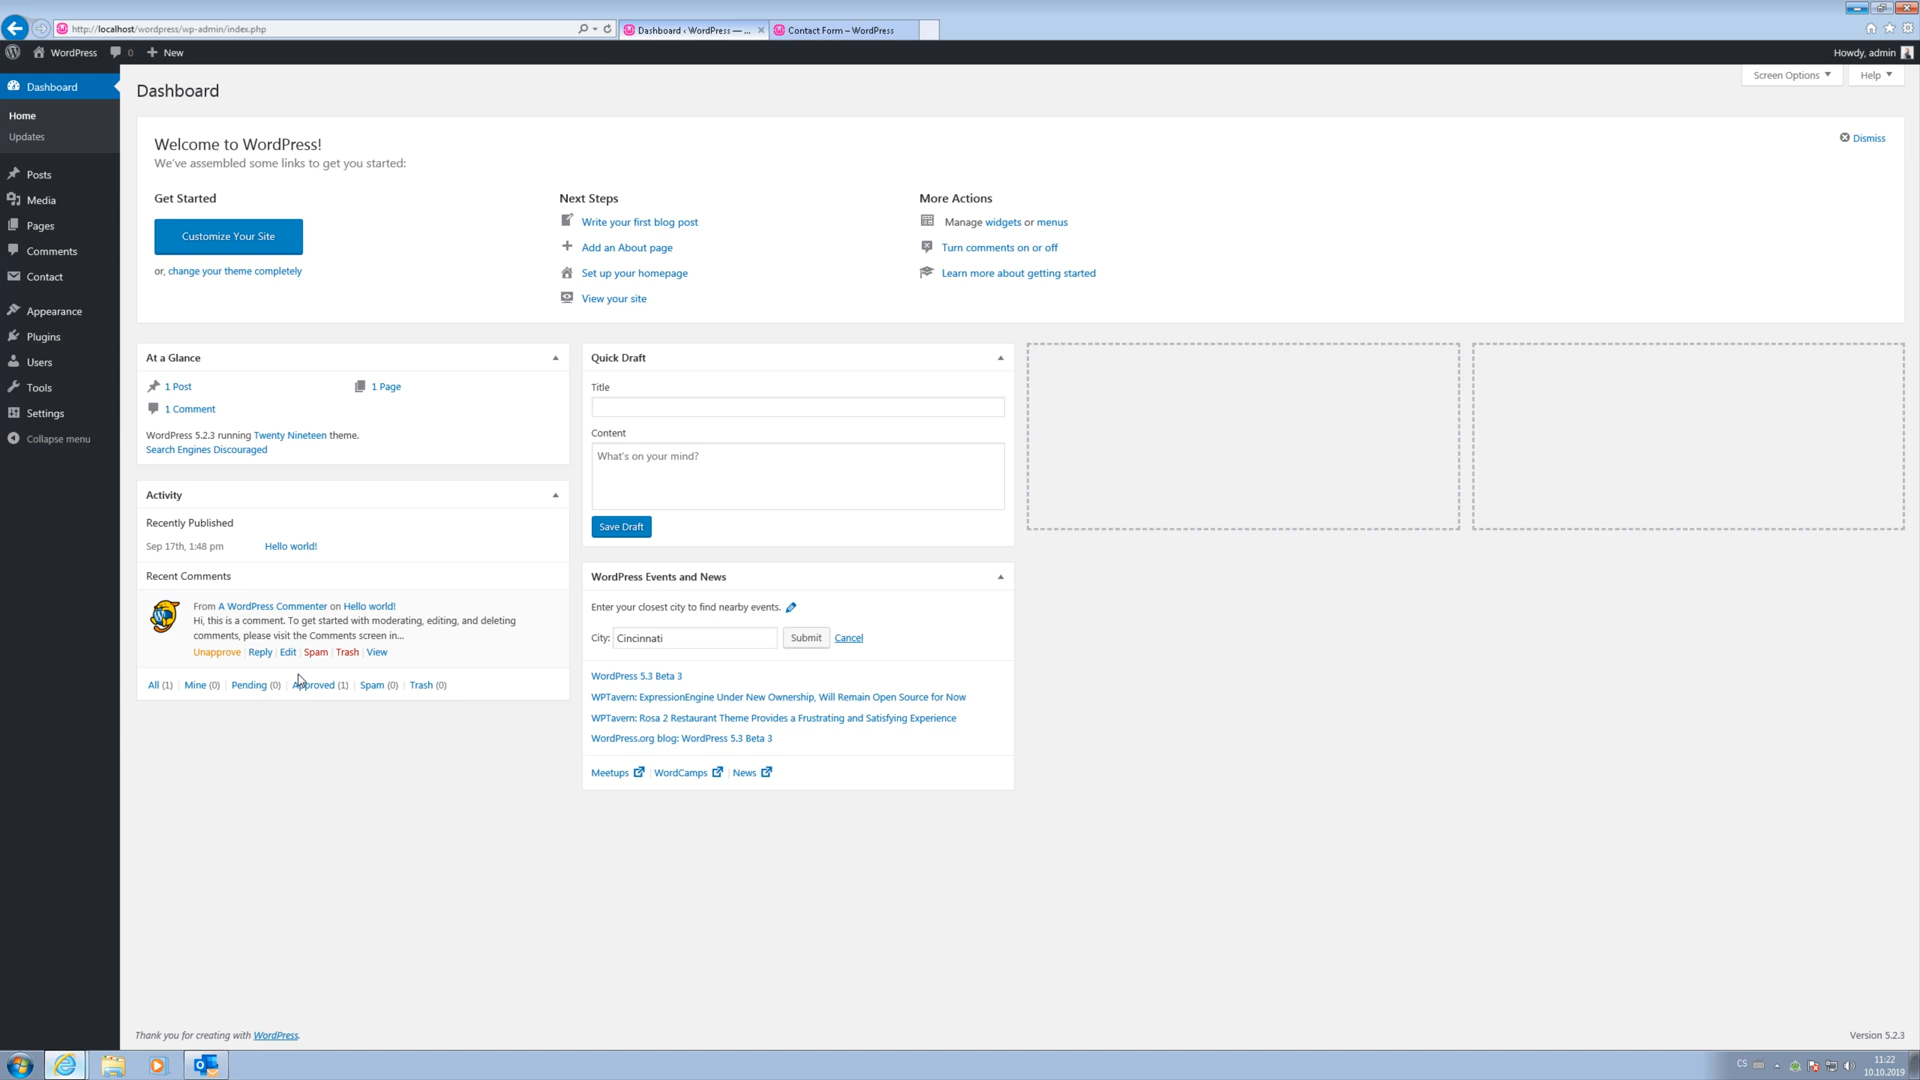 http://localhost/wordpress/wp-admin/index.php
Dashboard ‹ WordPress — ...
Contact Form – WordPress
WordPress
0
New
Howdy, admin
Dashboard
Home
Updates
Posts
Media
Pages
Comments
Contact
Appearance
Plugins
Users
Tools
Settings
Collapse menu
Screen Options
Help
Dashboard
Welcome to WordPress!
We've assembled some links to get you started:
Dismiss
Get Started
Customize Your Site
or, change your theme completely
Next Steps
Write your first blog post
Add an About page
Set up your homepage
View your site
More Actions
Manage widgets or menus
Turn comments on or off
Learn more about getting started
At a Glance
1 Post
1 Page
1 Comment
WordPress 5.2.3 running Twenty Nineteen theme.
Search Engines Discouraged
Activity
Recently Published
Sep 17th, 1:48 pm
Hello world!
Recent Comments
From A WordPress Commenter on Hello world!
Hi, this is a comment. To get started with moderating, editing, and deleting
comments, please visit the Comments screen in...
Unapprove | Reply | Edit | Spam | Trash | View
All (1) | Mine (0) | Pending (0) | Approved (1) | Spam (0) | Trash (0)
Quick Draft
Title
Content
What's on your mind?
Save Draft
WordPress Events and News
Enter your closest city to find nearby events.
City: Cincinnati Submit Cancel
WordPress 5.3 Beta 3
WPTavern: ExpressionEngine Under New Ownership, Will Remain Open Source for Now
WPTavern: Rosa 2 Restaurant Theme Provides a Frustrating and Satisfying Experience
WordPress.org blog: WordPress 5.3 Beta 3
Meetups | WordCamps | News
Thank you for creating with WordPress.
Version 5.2.3
CS
11:22
10.10.2019